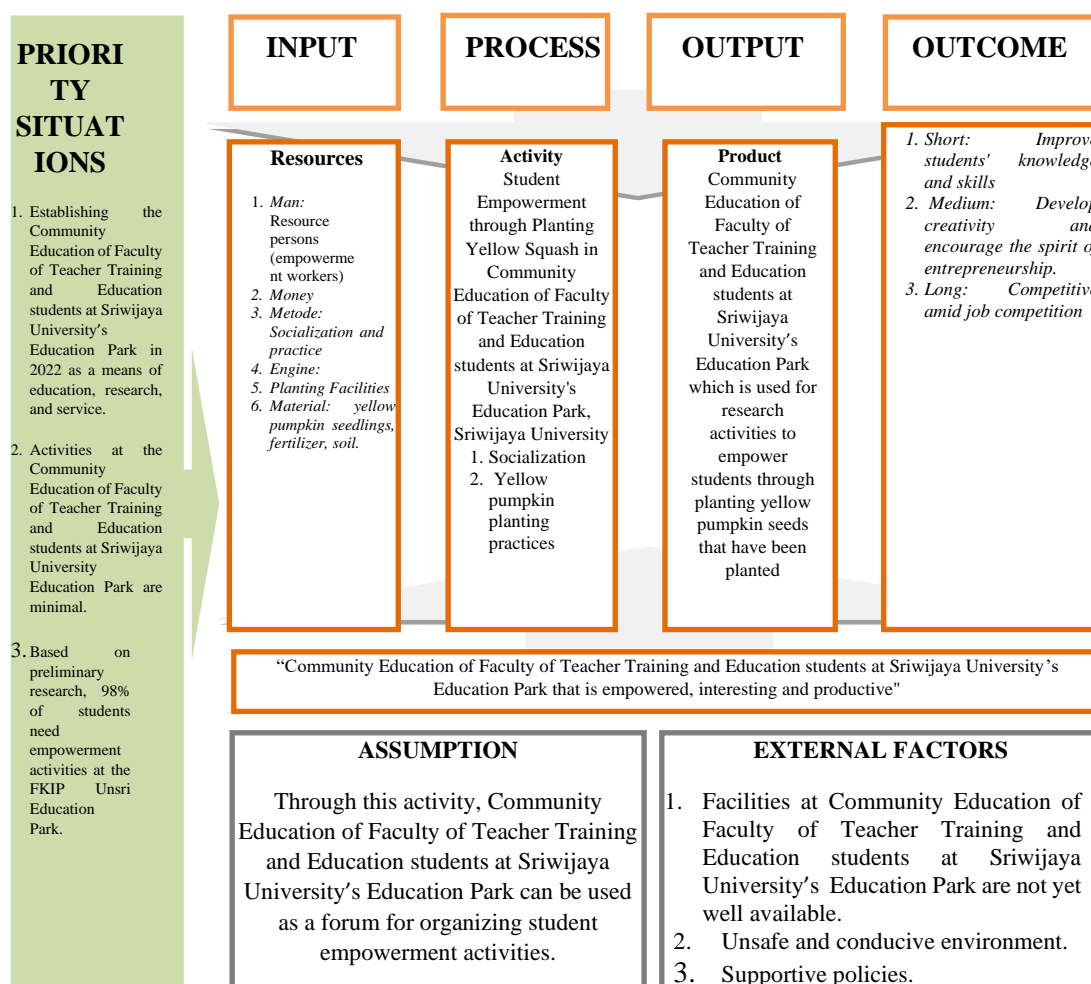 PRIORI
TY
SITUAT
IONS
1. Establishing the
Community
Education of Faculty
of Teacher Training
and Education
students at Sriwijaya
University's
Education Park in
2022 as a means of
education, research,
and service.
2. Activities at the
Community
Education of Faculty
of Teacher Training
and Education
students at Sriwijaya
University
Education Park are
minimal.
3. Based on
preliminary
research, 98%
of students
need
empowerment
activities at the
FKIP Unsri
Education
Park.
INPUT
Resources
1. Man:
Resource
persons
(empowerme
nt workers)
2. Money
3. Metode:
Socialization and
practice
4. Engine:
5. Planting Facilities
6. Material: yellow
pumpkin seedlings,
fertilizer, soil.
PROCESS
Activity
Student
Empowerment
through Planting
Yellow Squash in
Community
Education of Faculty
of Teacher Training
and Education
students at Sriwijaya
University's
Education Park,
Sriwijaya University
1. Socialization
2. Yellow
pumpkin
planting
practices
OUTPUT
Product
Community
Education of
Faculty of
Teacher Training
and Education
students at
Sriwijaya
University's
Education Park
which is used for
research
activities to
empower
students through
planting yellow
pumpkin seeds
that have been
planted
OUTCOME
1. Short: Improve
students' knowledge
and skills
2. Medium: Develop
creativity and
encourage the spirit of
entrepreneurship.
3. Long: Competitive
amid job competition
“Community Education of Faculty of Teacher Training and Education students at Sriwijaya University’s
Education Park that is empowered, interesting and productive"
ASSUMPTION
Through this activity, Community
Education of Faculty of Teacher Training
and Education students at Sriwijaya
University’s Education Park can be used
as a forum for organizing student
empowerment activities.
EXTERNAL FACTORS
1. Facilities at Community Education of
Faculty of Teacher Training and
Education students at Sriwijaya
University’s Education Park are not yet
well available.
2. Unsafe and conducive environment.
3. Supportive policies.